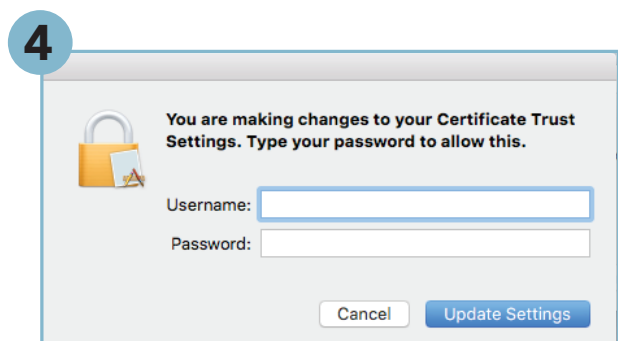 4
You are making changes to your Certificate Trust
Settings. Type your password to allow this.
Username:
Password:
Cancel
Update Settings